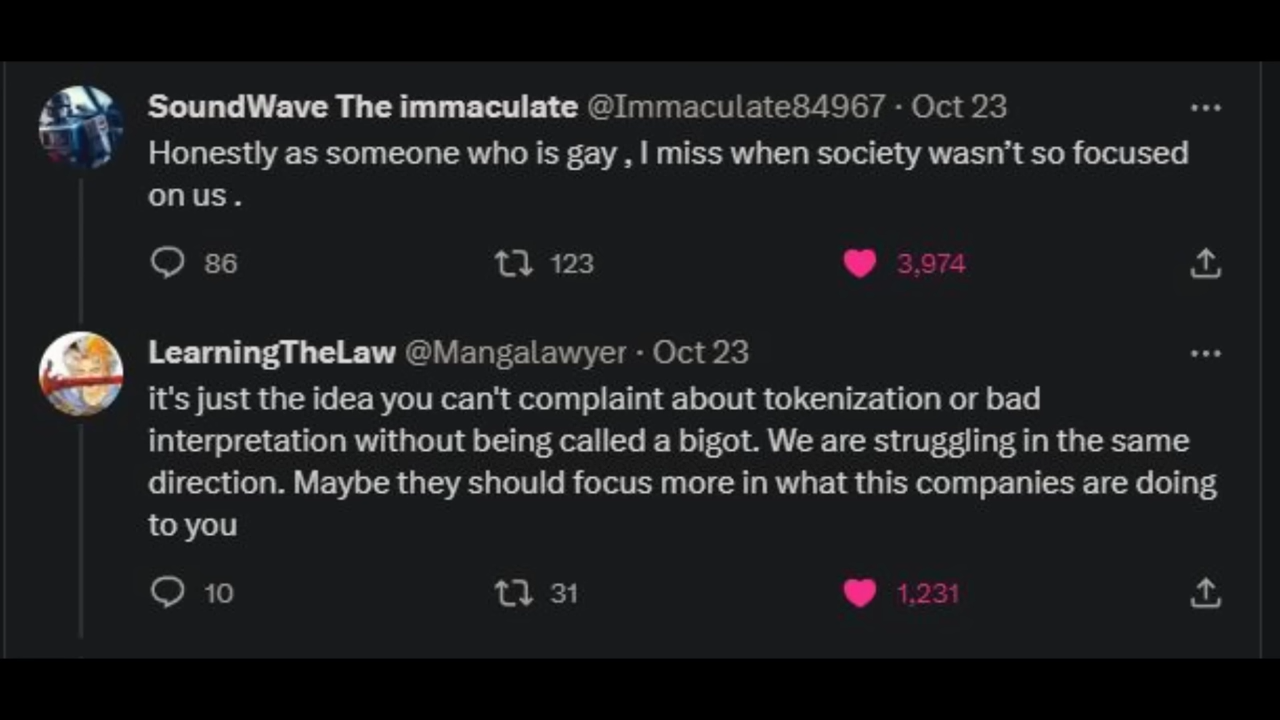 SoundWave The immaculate @Immaculate84967 · Oct 23
Honestly as someone who is gay , I miss when society wasn’t so focused
on us .
86 123 3,974
LearningTheLaw @Mangalawyer · Oct 23
it's just the idea you can't complaint about tokenization or bad
interpretation without being called a bigot. We are struggling in the same
direction. Maybe they should focus more in what this companies are doing
to you
10 31 1,231